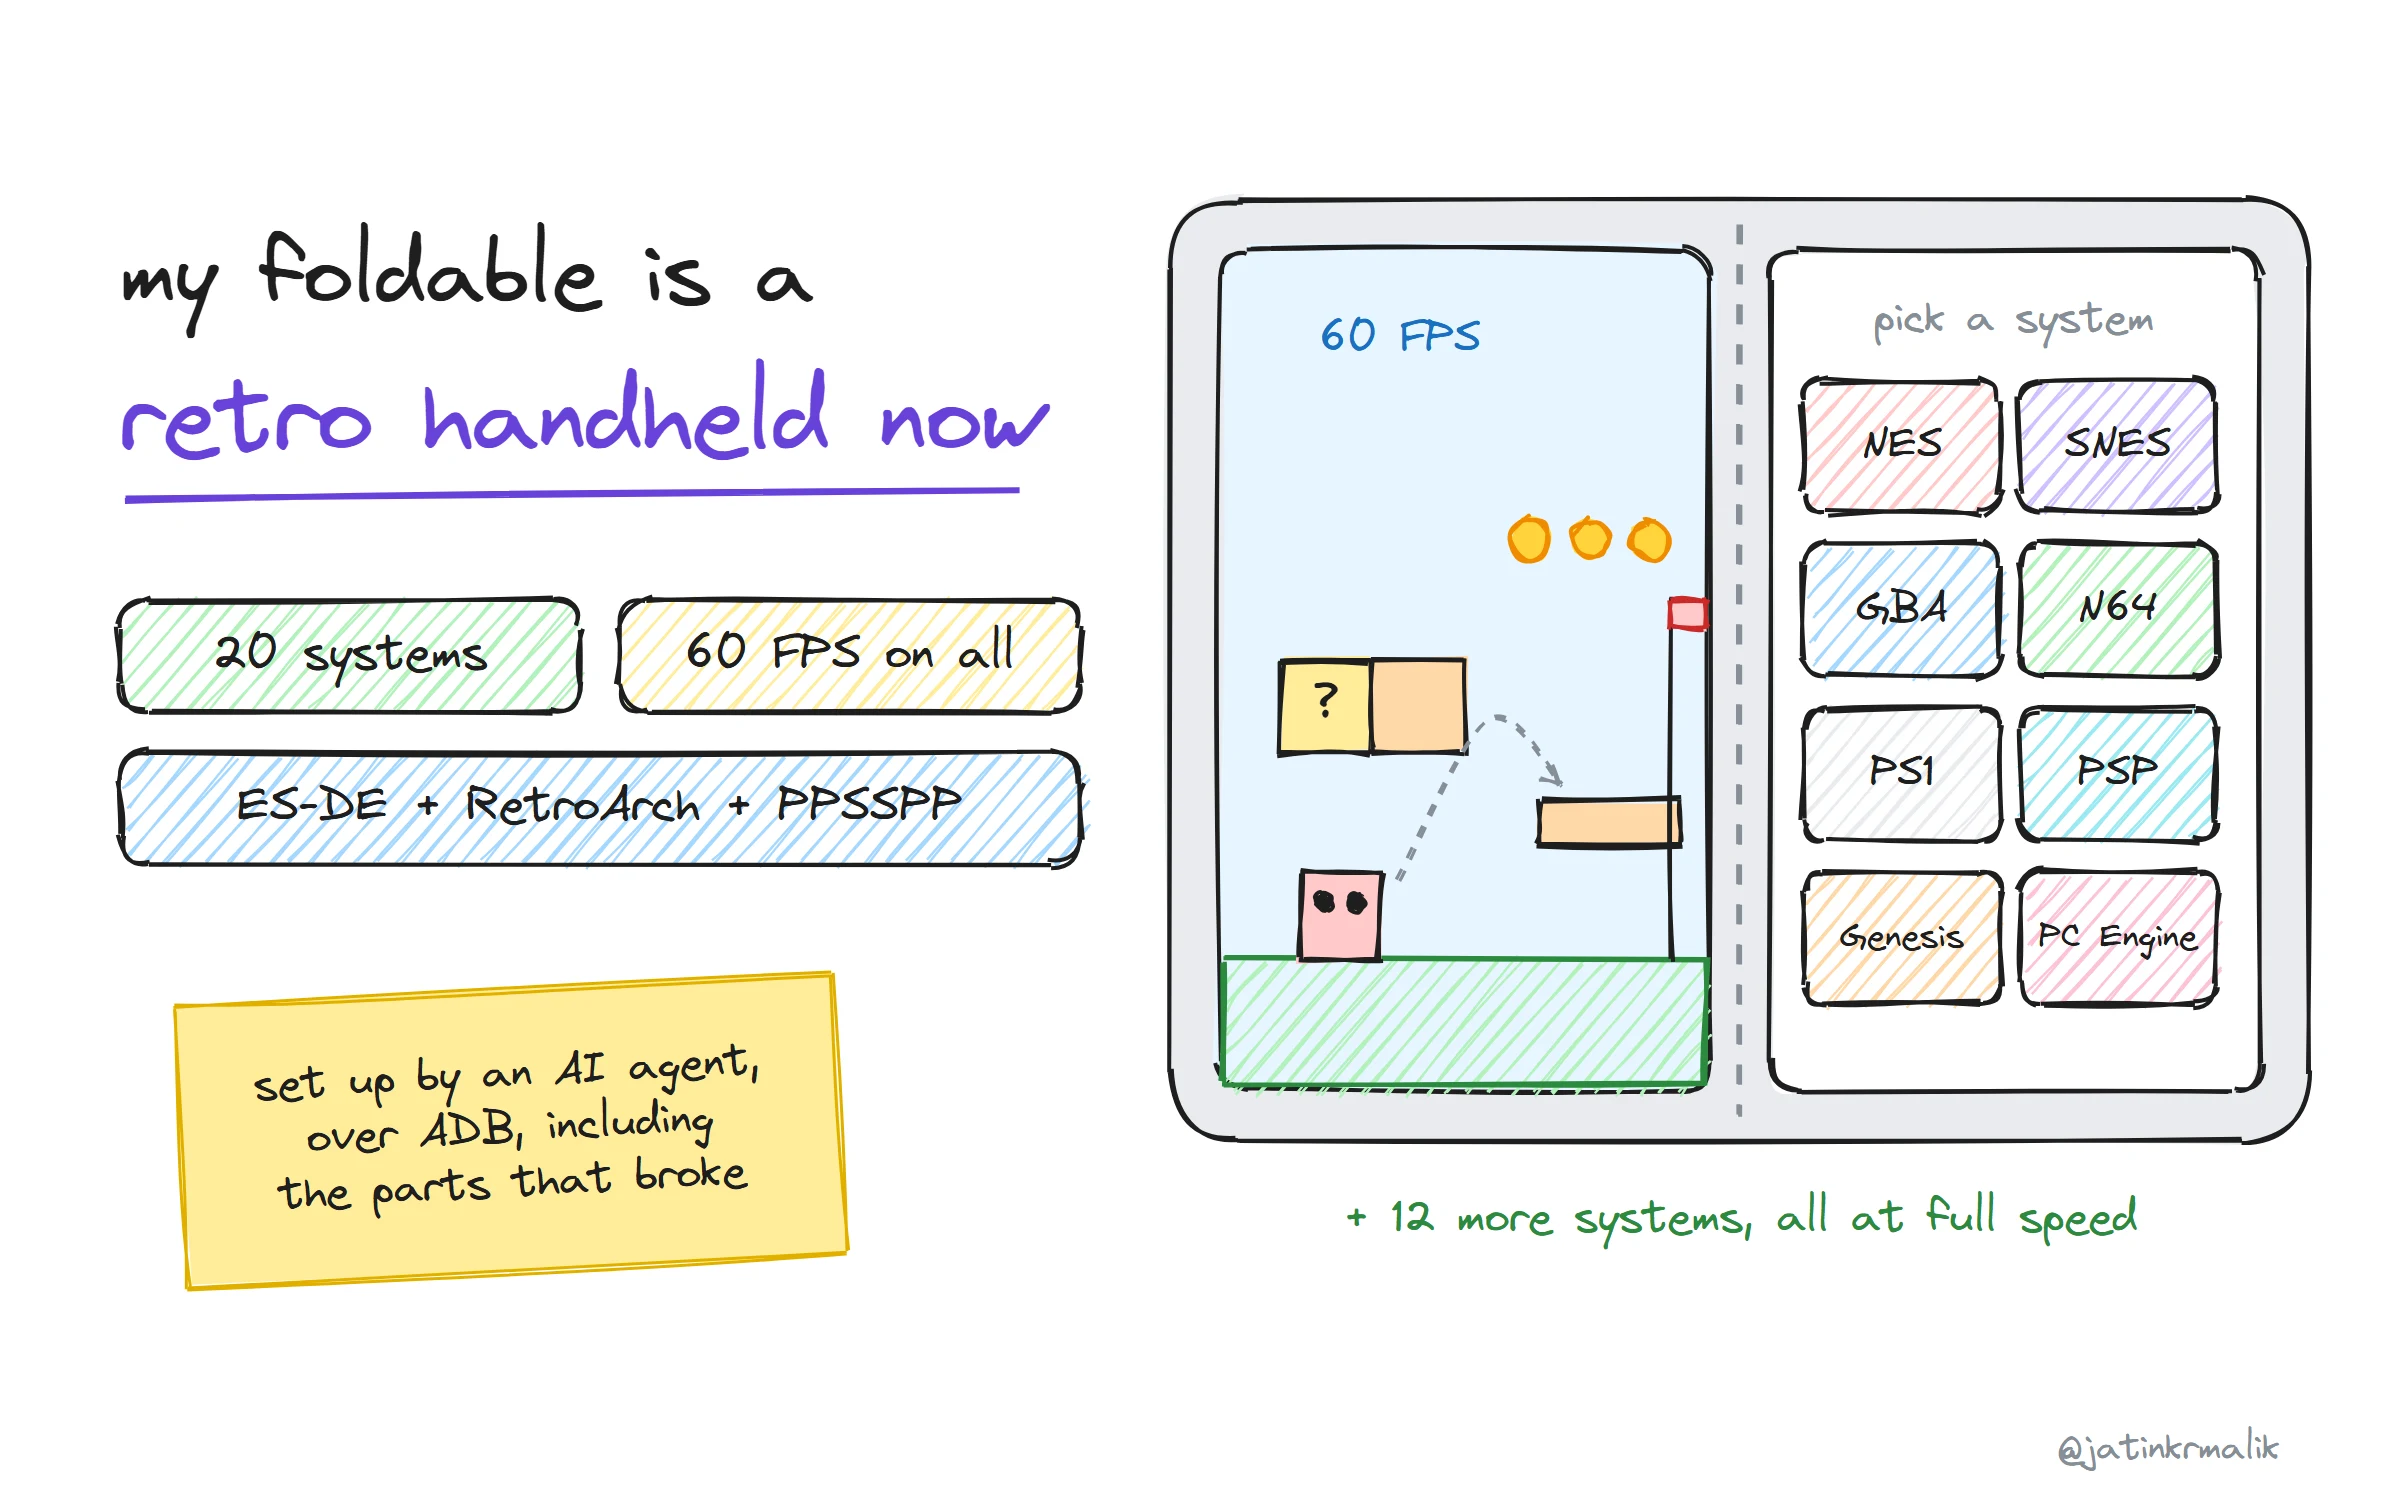 my foldable is a
retro handheld now
20 systems
60 FPS on all
ES-DE + RetroArch + PPSSPP
set up by an AI agent,
over ADB, including
the parts that broke
60 FPS
?
pick a system
NES
SNES
GBA
N64
PS1
PSP
Genesis
PC Engine
+ 12 more systems, all at full speed
@jatinkrmalik